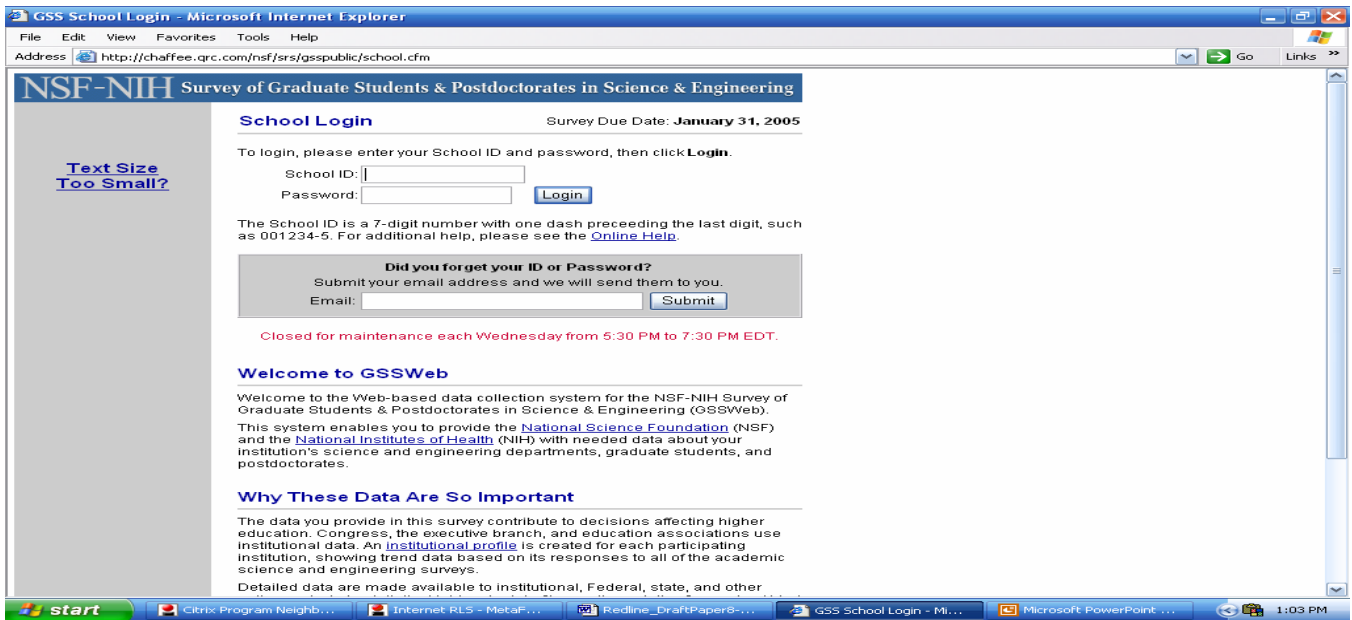 GSS School Login - Microsoft Internet Explorer
File Edit View Favorites Tools Help
Address http://chaffee.qrc.com/nsf/srs/gsspublic/school.cfm Go Links »
NSF-NIH Survey of Graduate Students & Postdoctorates in Science & Engineering
Text Size
Too Small?
School Login Survey Due Date: January 31, 2005
To login, please enter your School ID and password, then click Login.
School ID:
Password: Login
The School ID is a 7-digit number with one dash preceeding the last digit, such
as 001234-5. For additional help, please see the Online Help.
Did you forget your ID or Password?
Submit your email address and we will send them to you.
Email: Submit
Closed for maintenance each Wednesday from 5:30 PM to 7:30 PM EDT.
Welcome to GSSWeb
Welcome to the Web-based data collection system for the NSF-NIH Survey of
Graduate Students & Postdoctorates in Science & Engineering (GSSWeb).
This system enables you to provide the National Science Foundation (NSF)
and the National Institutes of Health (NIH) with needed data about your
institution's science and engineering departments, graduate students, and
postdoctorates.
Why These Data Are So Important
The data you provide in this survey contribute to decisions affecting higher
education. Congress, the executive branch, and education associations use
institutional data. An institutional profile is created for each participating
institution, showing trend data based on its responses to all of the academic
science and engineering surveys.
Detailed data are made available to institutional, Federal, state, and other
start Citrix Program Neighb... Internet RLS - MetaF... Redline_DraftPaper8-... GSS School Login - Mi... Microsoft PowerPoint ... 1:03 PM